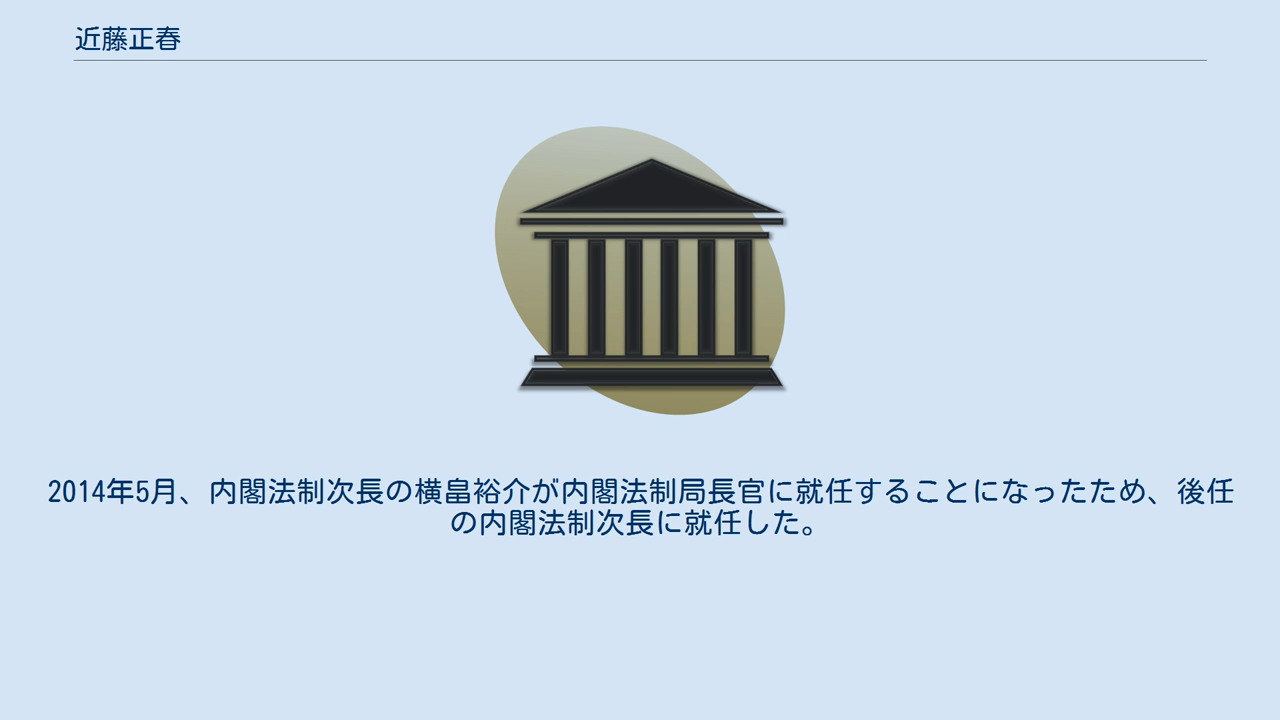 近藤正春
2014年5月、内閣法制次長の横畠裕介が内閣法制局長官に就任することになったため、後任
の内閣法制次長に就任した。